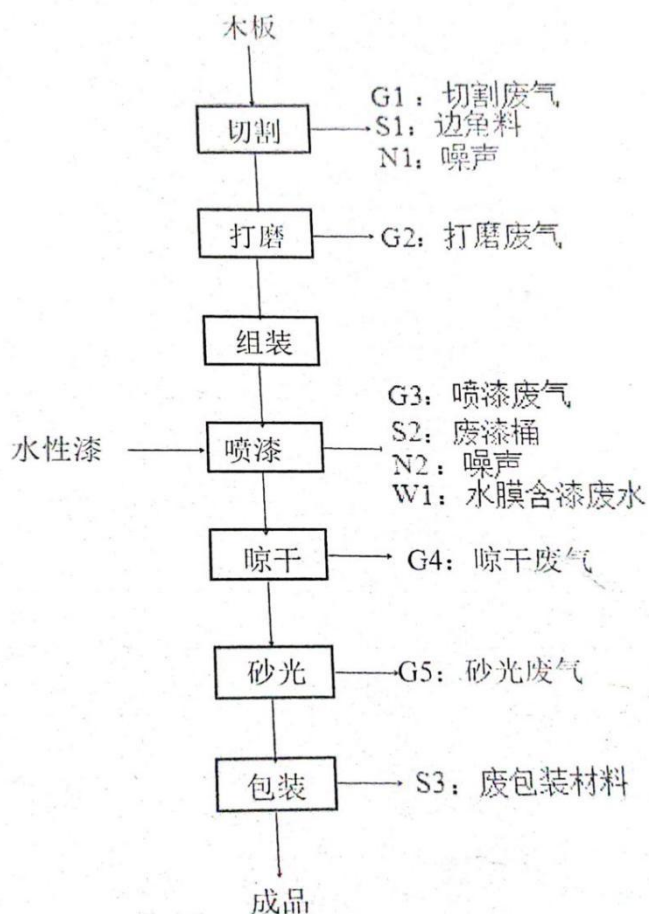 木板
切割
G1：切割废气
S1：边角料
N1：噪声
打磨
G2：打磨废气
组装
水性漆
喷漆
G3：喷漆废气
S2：废漆桶
N2：噪声
W1：水膜含漆废水
晾干
G4：晾干废气
砂光
G5：砂光废气
包装
S3：废包装材料
成品